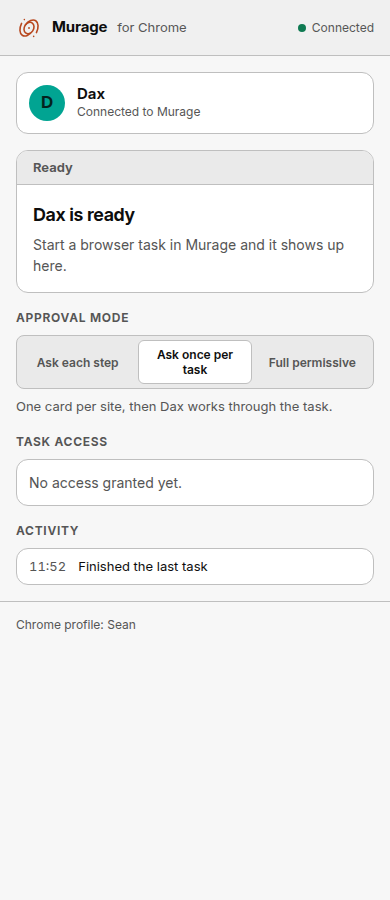 Murage for Chrome
Connected
D
Dax
Connected to Murage
Ready
Dax is ready
Start a browser task in Murage and it shows up
here.
APPROVAL MODE
Ask each step
Ask once per
task
Full permissive
One card per site, then Dax works through the task.
TASK ACCESS
No access granted yet.
ACTIVITY
11:52 Finished the last task
Chrome profile: Sean